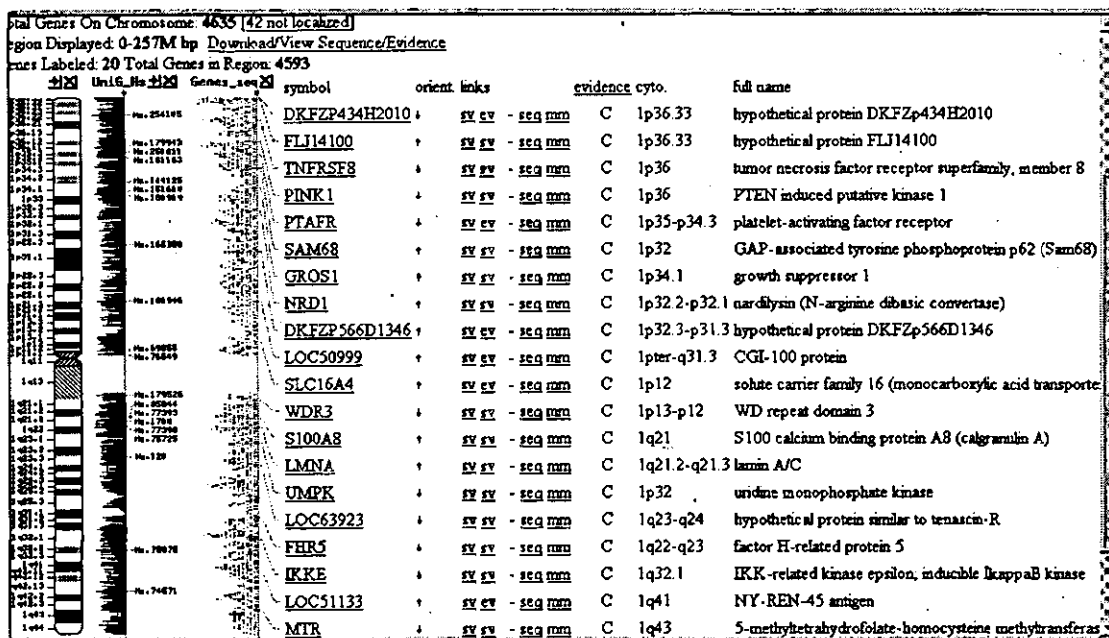 otal Genes On Chromosome: 4635 [42 not localized]
egion Displayed: 0-257M bp Download/View Sequence/Evidence
enes Labeled: 20 Total Genes in Region: 4593
UniG_Hs Genes_seq symbol orient. links evidence cyto. full name
DKFZP434H2010 sv ev - seq mm C 1p36.33 hypothetical protein DKFZp434H2010
FLJ14100 sv ev - seq mm C 1p36.33 hypothetical protein FLJ14100
TNFRSF8 sv ev - seq mm C 1p36 tumor necrosis factor receptor superfamily, member 8
PINK1 sv ev - seq mm C 1p36 PTEN induced putative kinase 1
PTAFR sv ev - seq mm C 1p35-p34.3 platelet-activating factor receptor
SAM68 sv ev - seq mm C 1p32 GAP-associated tyrosine phosphoprotein p62 (Sam68)
GROS1 sv ev - seq mm C 1p34.1 growth suppressor 1
NRD1 sv ev - seq mm C 1p32.2-p32.1 nardilysin (N-arginine dibasic convertase)
DKFZP566D1346 sv ev - seq mm C 1p32.3-p31.3 hypothetical protein DKFZp566D1346
LOC50999 sv ev - seq mm C 1pter-q31.3 CGI-100 protein
SLC16A4 sv ev - seq mm C 1p12 solute carrier family 16 (monocarboxylic acid transporte
WDR3 sv ev - seq mm C 1p13-p12 WD repeat domain 3
S100A8 sv ev - seq mm C 1q21 S100 calcium binding protein A8 (calgranulin A)
LMNA sv ev - seq mm C 1q21.2-q21.3 lamin A/C
UMPK sv ev - seq mm C 1p32 uridine monophosphate kinase
LOC63923 sv ev - seq mm C 1q23-q24 hypothetical protein similar to tenascin-R
FHR5 sv ev - seq mm C 1q22-q23 factor H-related protein 5
IKKE sv ev - seq mm C 1q32.1 IKK-related kinase epsilon; inducible IkappaB kinase
LOC51133 sv ev - seq mm C 1q41 NY-REN-45 antigen
MTR sv ev - seq mm C 1q43 5-methyltetrahydrofolate-homocysteine methyltransferas